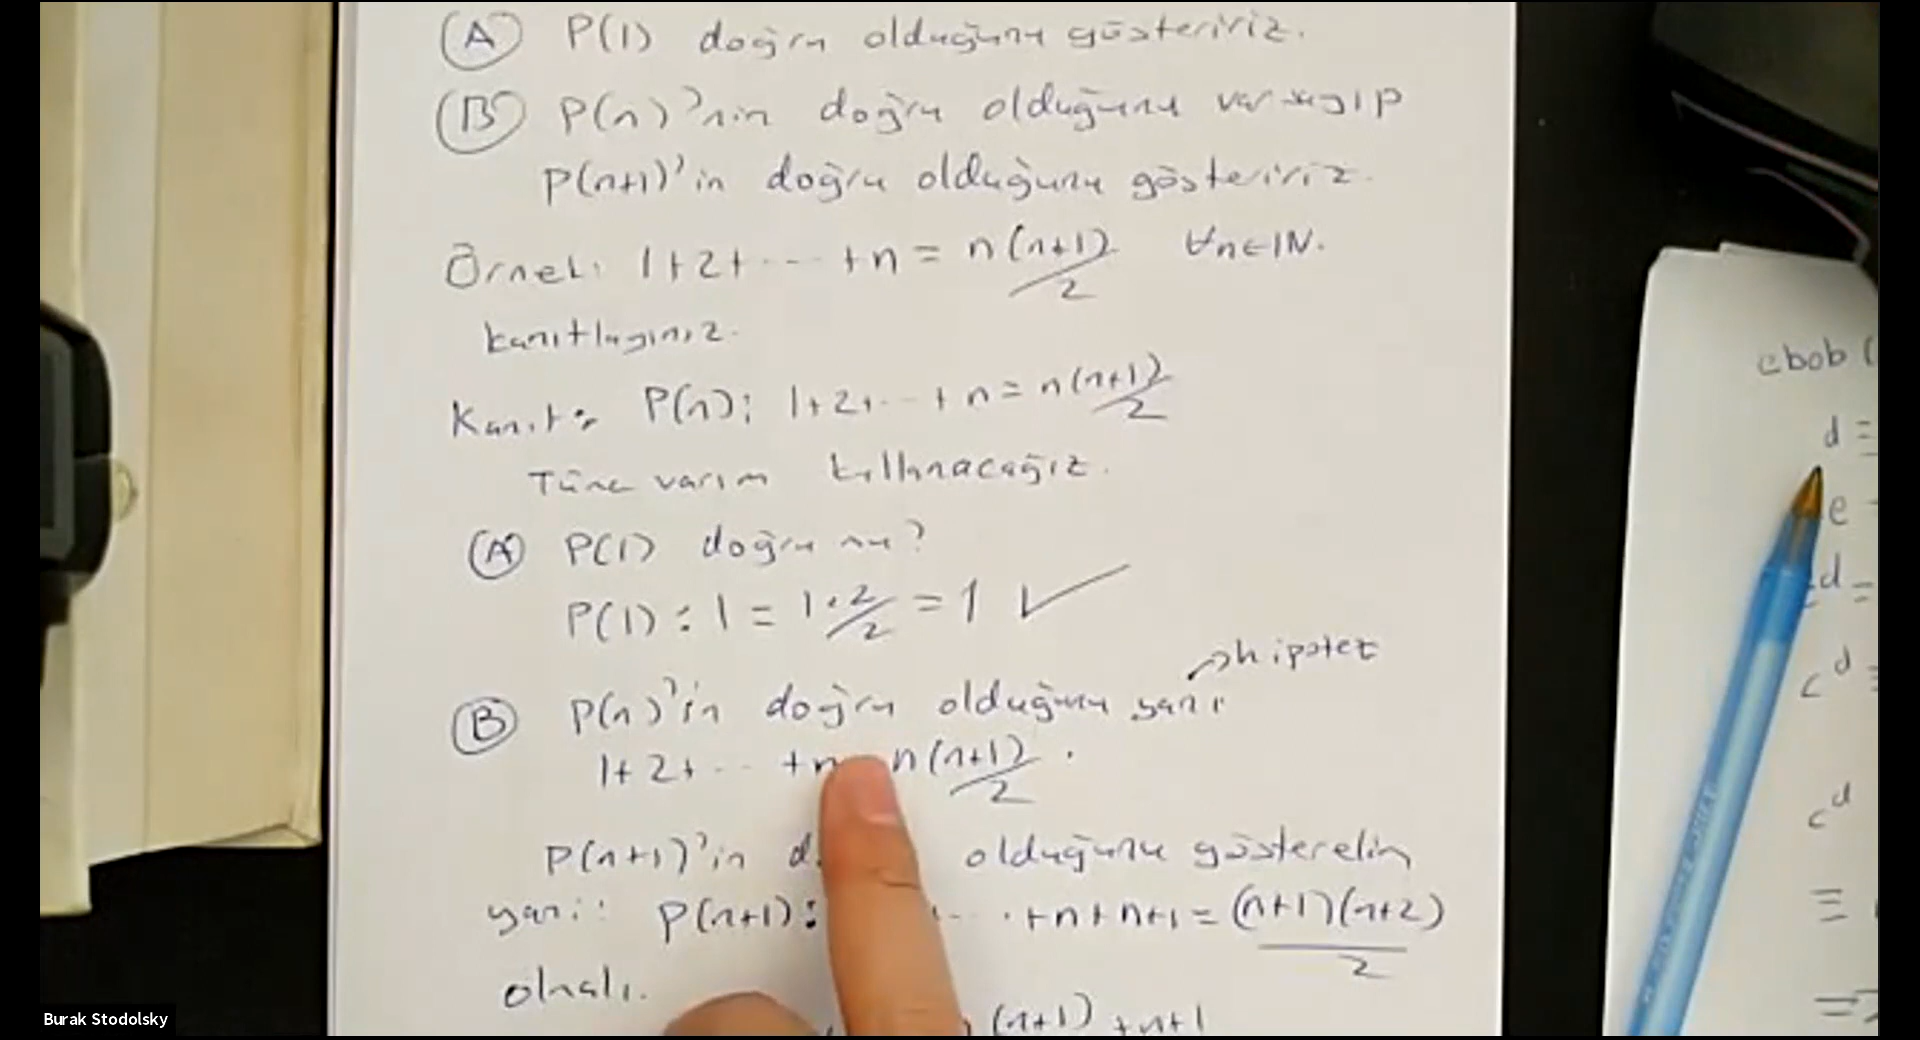 (A) P(1) doğru olduğunu gösteririz.
(B) P(n)'nin doğru olduğunu varsayıp
P(n+1)'in doğru olduğunu gösteririz.
Örnek: 1+2+ ··· +n = n(n+1)/2 ∀n∈ℕ.
kanıtlayınız.
Kanıt: P(n): 1+2+ ··· +n = n(n+1)/2
Tüme varım kullanacağız.
(A) P(1) doğru mu?
P(1): 1 = 1·2/2 = 1 ✓
→ hipotez
(B) P(n)'in doğru olduğunu yani
1+2+ ··· +n n(n+1)/2 .
P(n+1)'in olduğunu gösterelim
yani: P(n+1): ··· +n+n+1 = (n+1)(n+2)/2
olmalı.
(n+1) +n+1
ebob (
d =
e
d =
c^d
c^d
≡
Burak Stodolsky